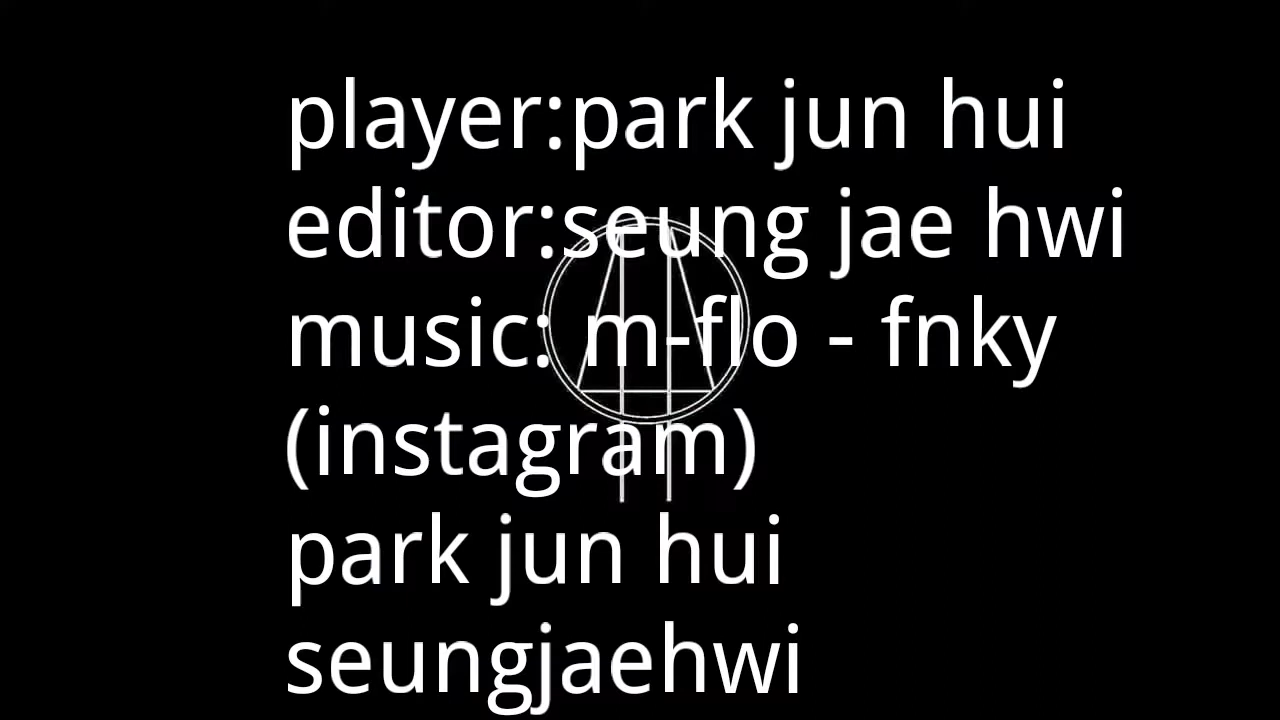 player:park jun hui
editor:seung jae hwi
music: m-flo - fnky
(instagram)
park jun hui
seungjaehwi